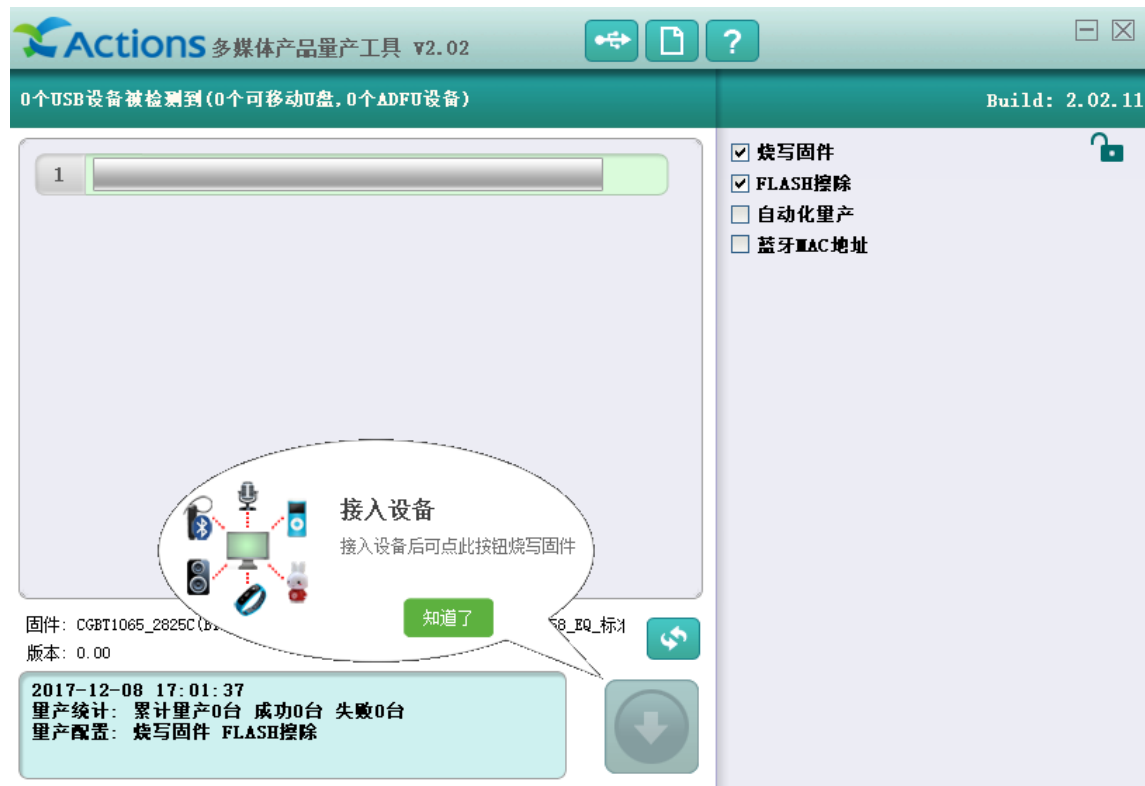 Actions 多媒体产品量产工具 V2.02
?
0个USB设备被检测到(0个可移动U盘,0个ADFU设备)
Build: 2.02.11
1
烧写固件
FLASH擦除
自动化量产
蓝牙MAC地址
接入设备
接入设备后可点此按钮烧写固件
知道了
固件: CGBT1065_2825C(B 58_EQ_标
版本: 0.00
2017-12-08 17:01:37
量产统计: 累计量产0台 成功0台 失败0台
量产配置: 烧写固件 FLASH擦除